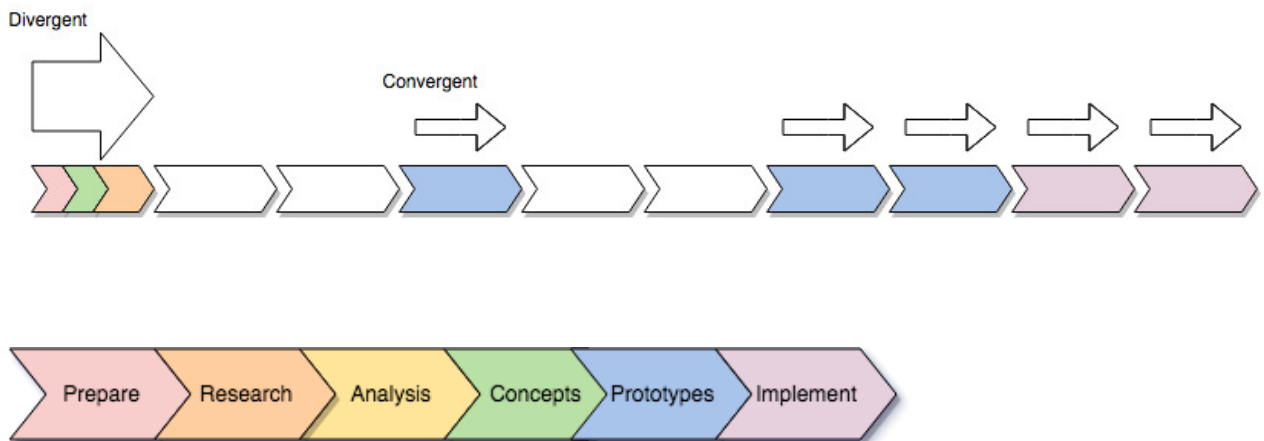 Divergent
Convergent
Prepare
Research
Analysis
Concepts
Prototypes
Implement